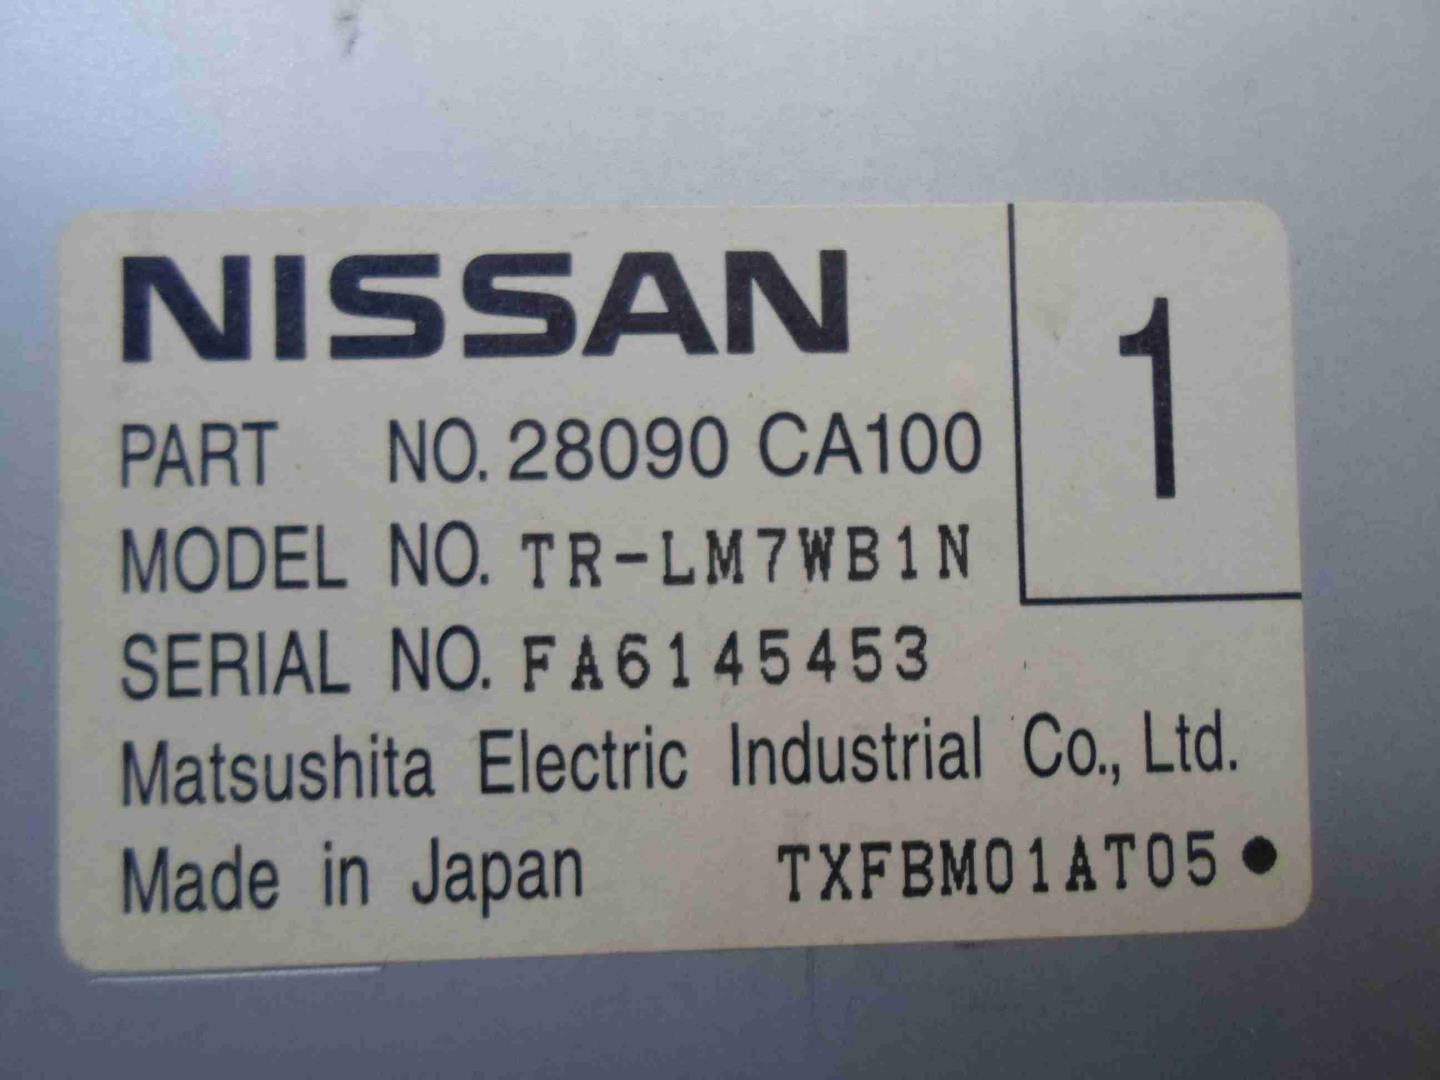 NISSAN
1
PART NO. 28090 CA100
MODEL NO. TR-LM7WB1N
SERIAL NO. FA6145453
Matsushita Electric Industrial Co., Ltd.
Made in Japan TXFBM01AT05